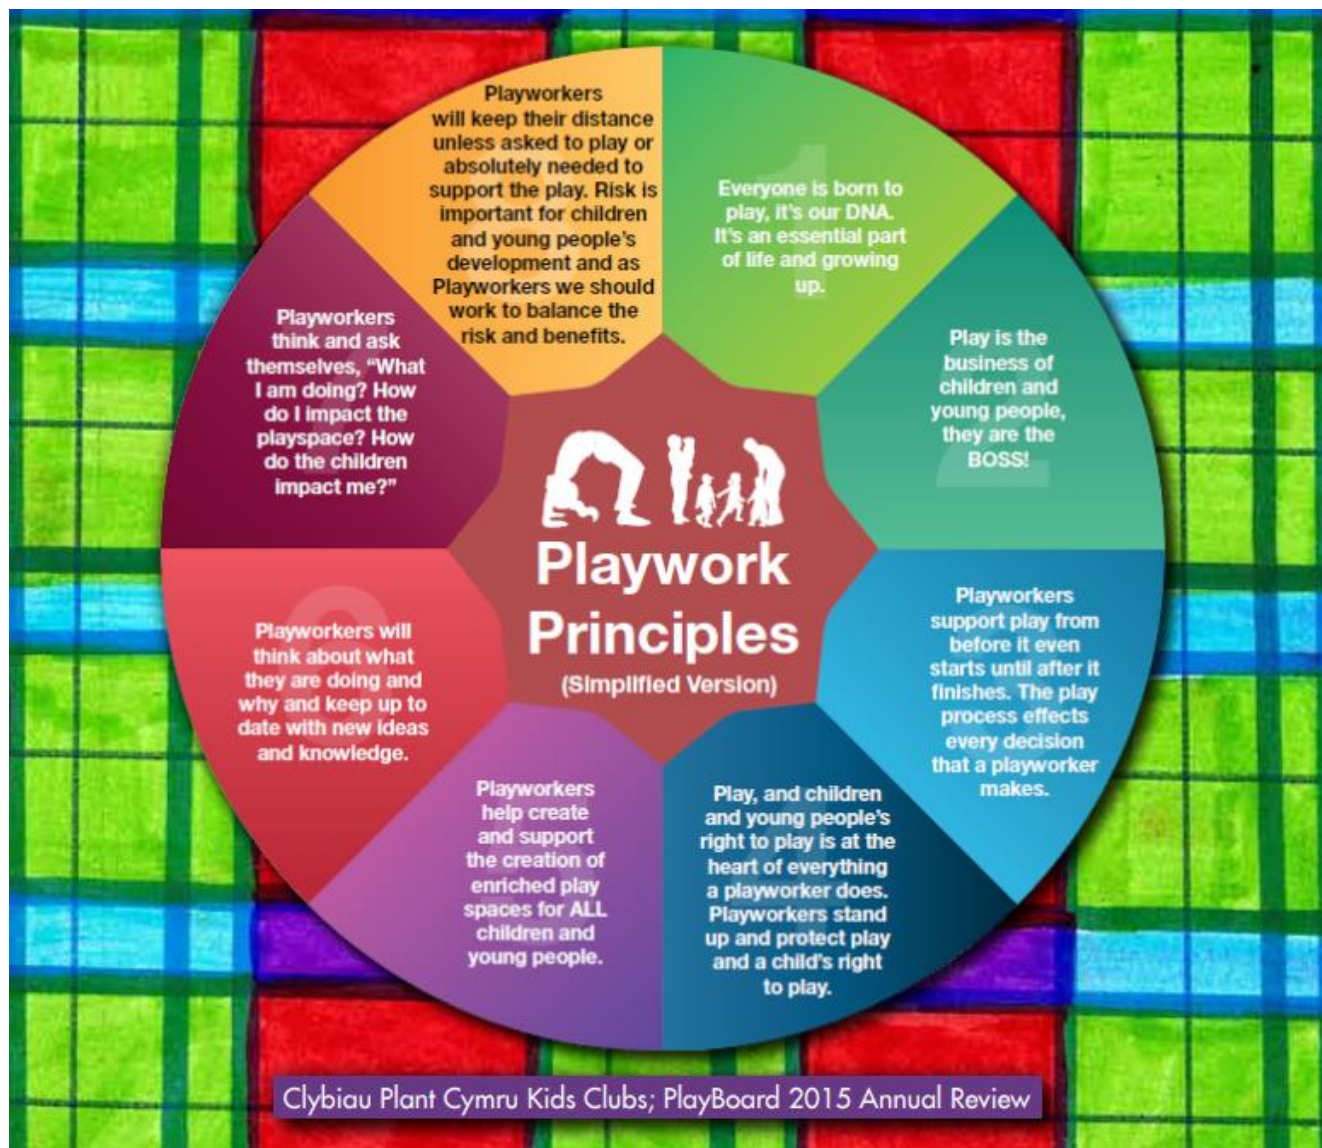 Playwork
Principles
(Simplified Version)
1
Everyone is born to
play, it's our DNA.
It's an essential part
of life and growing
up.
2
Play is the
business of
children and
young people,
they are the
BOSS!
Playworkers
support play from
before it even
starts until after it
finishes. The play
process effects
every decision
that a playworker
makes.
Play, and children
and young people's
right to play is at the
heart of everything
a playworker does.
Playworkers stand
up and protect play
and a child's right
to play.
Playworkers
help create
and support
the creation of
enriched play
spaces for ALL
children and
young people.
Playworkers will
think about what
they are doing and
why and keep up to
date with new ideas
and knowledge.
Playworkers
think and ask
themselves, “What
I am doing? How
do I impact the
playspace? How
do the children
impact me?”
Playworkers
will keep their distance
unless asked to play or
absolutely needed to
support the play. Risk is
important for children
and young people's
development and as
Playworkers we should
work to balance the
risk and benefits.
Clybiau Plant Cymru Kids Clubs; PlayBoard 2015 Annual Review